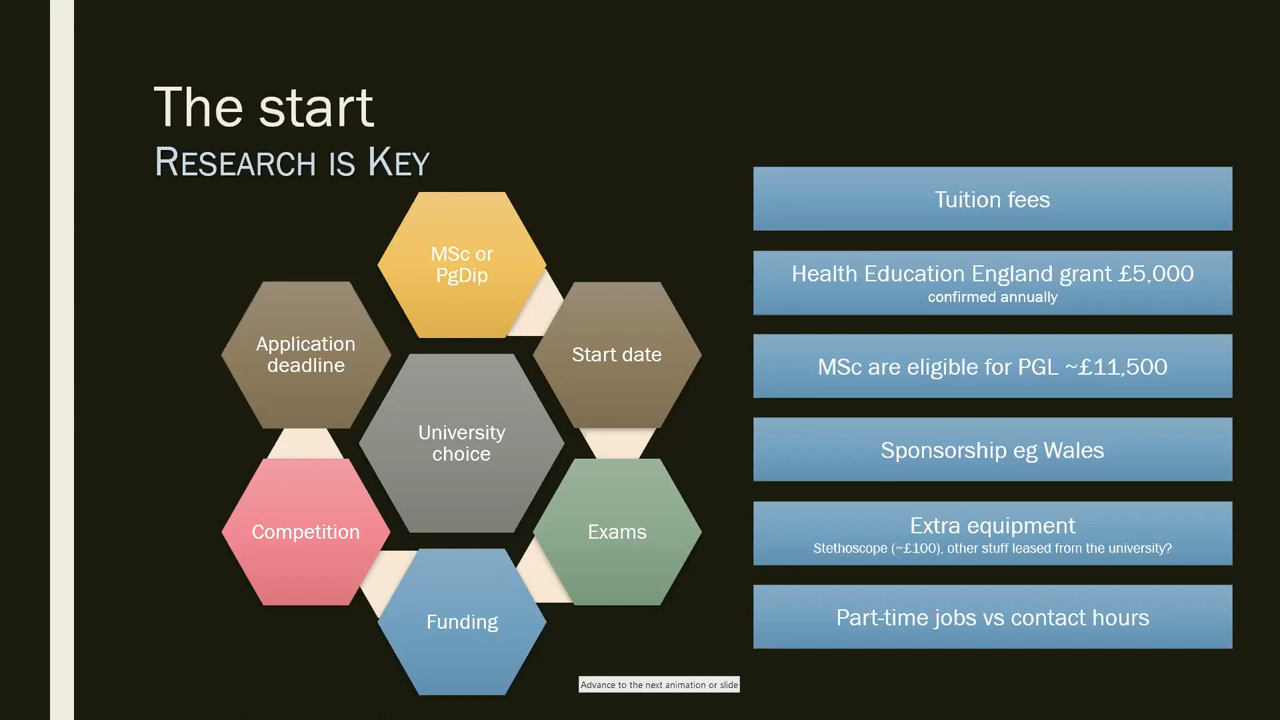 The start
RESEARCH IS KEY
MSc or
PgDip
Application
deadline
Start date
University
choice
Competition
Exams
Funding
Tuition fees
Health Education England grant £5,000
confirmed annually
MSc are eligible for PGL ~£11,500
Sponsorship eg Wales
Extra equipment
Stethoscope (~£100), other stuff leased from the university?
Part-time jobs vs contact hours
Advance to the next animation or slide